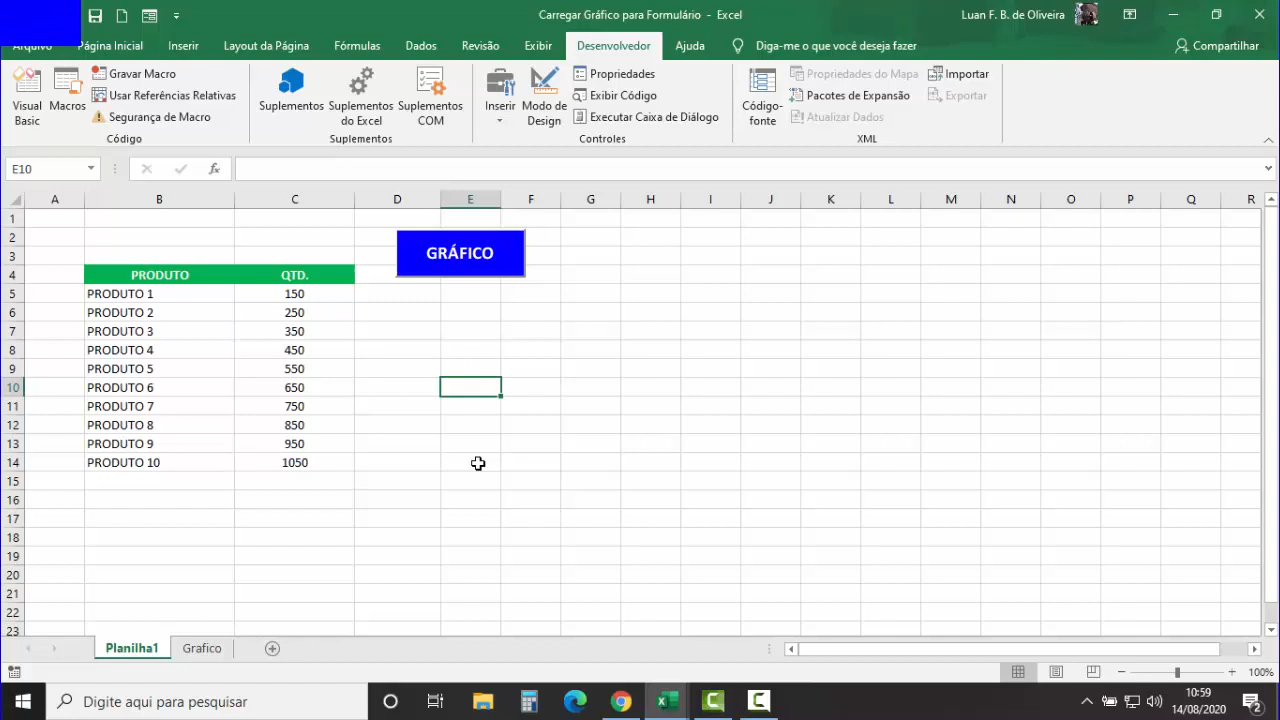 Carregar Gráfico para Formulário - Excel
Luan F. B. de Oliveira
Arquivo Página Inicial Inserir Layout da Página Fórmulas Dados Revisão Exibir Desenvolvedor Ajuda Diga-me o que você deseja fazer Compartilhar
Visual Basic
Macros
Gravar Macro
Usar Referências Relativas
Segurança de Macro
Código
Suplementos
Suplementos do Excel
Suplementos COM
Suplementos
Inserir
Modo de Design
Propriedades
Exibir Código
Executar Caixa de Diálogo
Controles
Código-fonte
Propriedades do Mapa
Pacotes de Expansão
Atualizar Dados
Importar
Exportar
XML
E10 fx
A B C D E F G H I J K L M N O P Q R
1
2
3 GRÁFICO
4 PRODUTO QTD.
5 PRODUTO 1 150
6 PRODUTO 2 250
7 PRODUTO 3 350
8 PRODUTO 4 450
9 PRODUTO 5 550
10 PRODUTO 6 650
11 PRODUTO 7 750
12 PRODUTO 8 850
13 PRODUTO 9 950
14 PRODUTO 10 1050
15
16
17
18
19
20
21
22
23
Planilha1 Grafico
100%
Digite aqui para pesquisar
10:59
14/08/2020
2